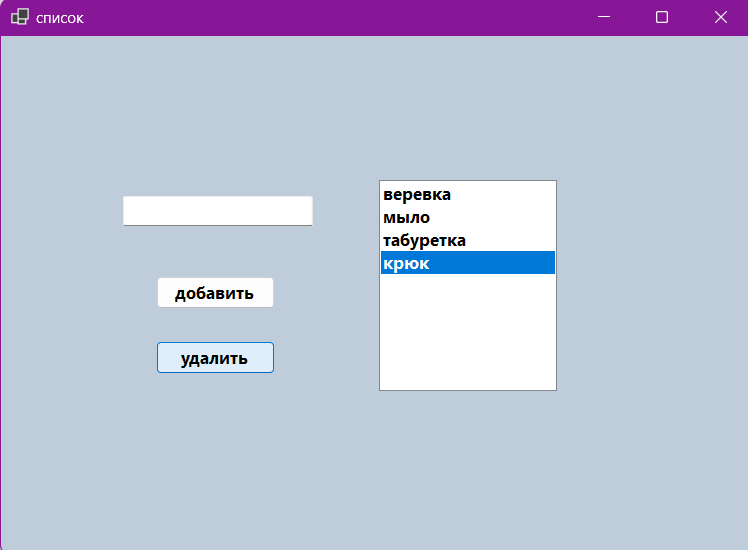 список
веревка
мыло
табуретка
крюк
добавить
удалить